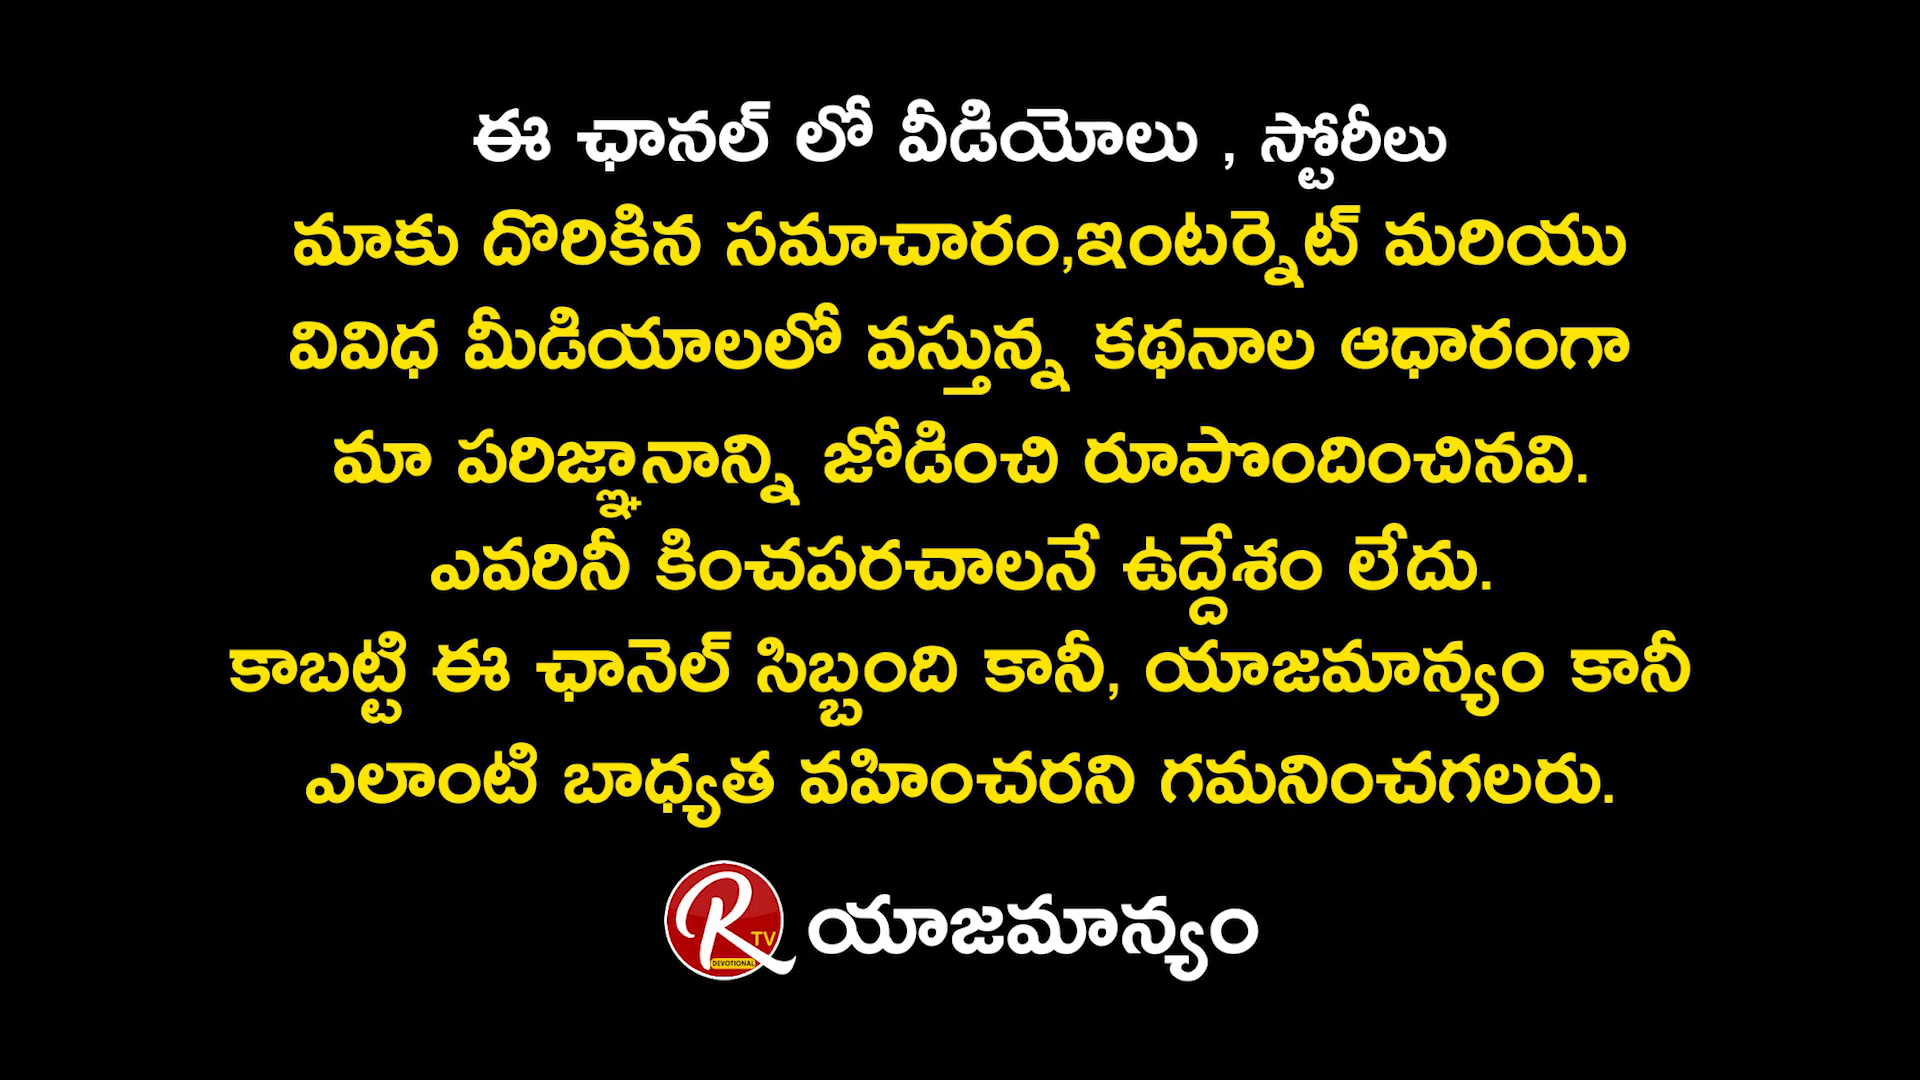 ఈ ఛానల్ లో వీడియోలు , స్టోరీలు
మాకు దొరికిన సమాచారం,ఇంటర్నెట్ మరియు
వివిధ మీడియాలలో వస్తున్న కథనాల ఆధారంగా
మా పరిజ్ఞానాన్ని జోడించి రూపొందించినవి.
ఎవరినీ కించపరచాలనే ఉద్దేశం లేదు.
కాబట్టి ఈ ఛానెల్ సిబ్బంది కానీ, యాజమాన్యం కానీ
ఎలాంటి బాధ్యత వహించరని గమనించగలరు.
R TV DEVOTIONAL యాజమాన్యం